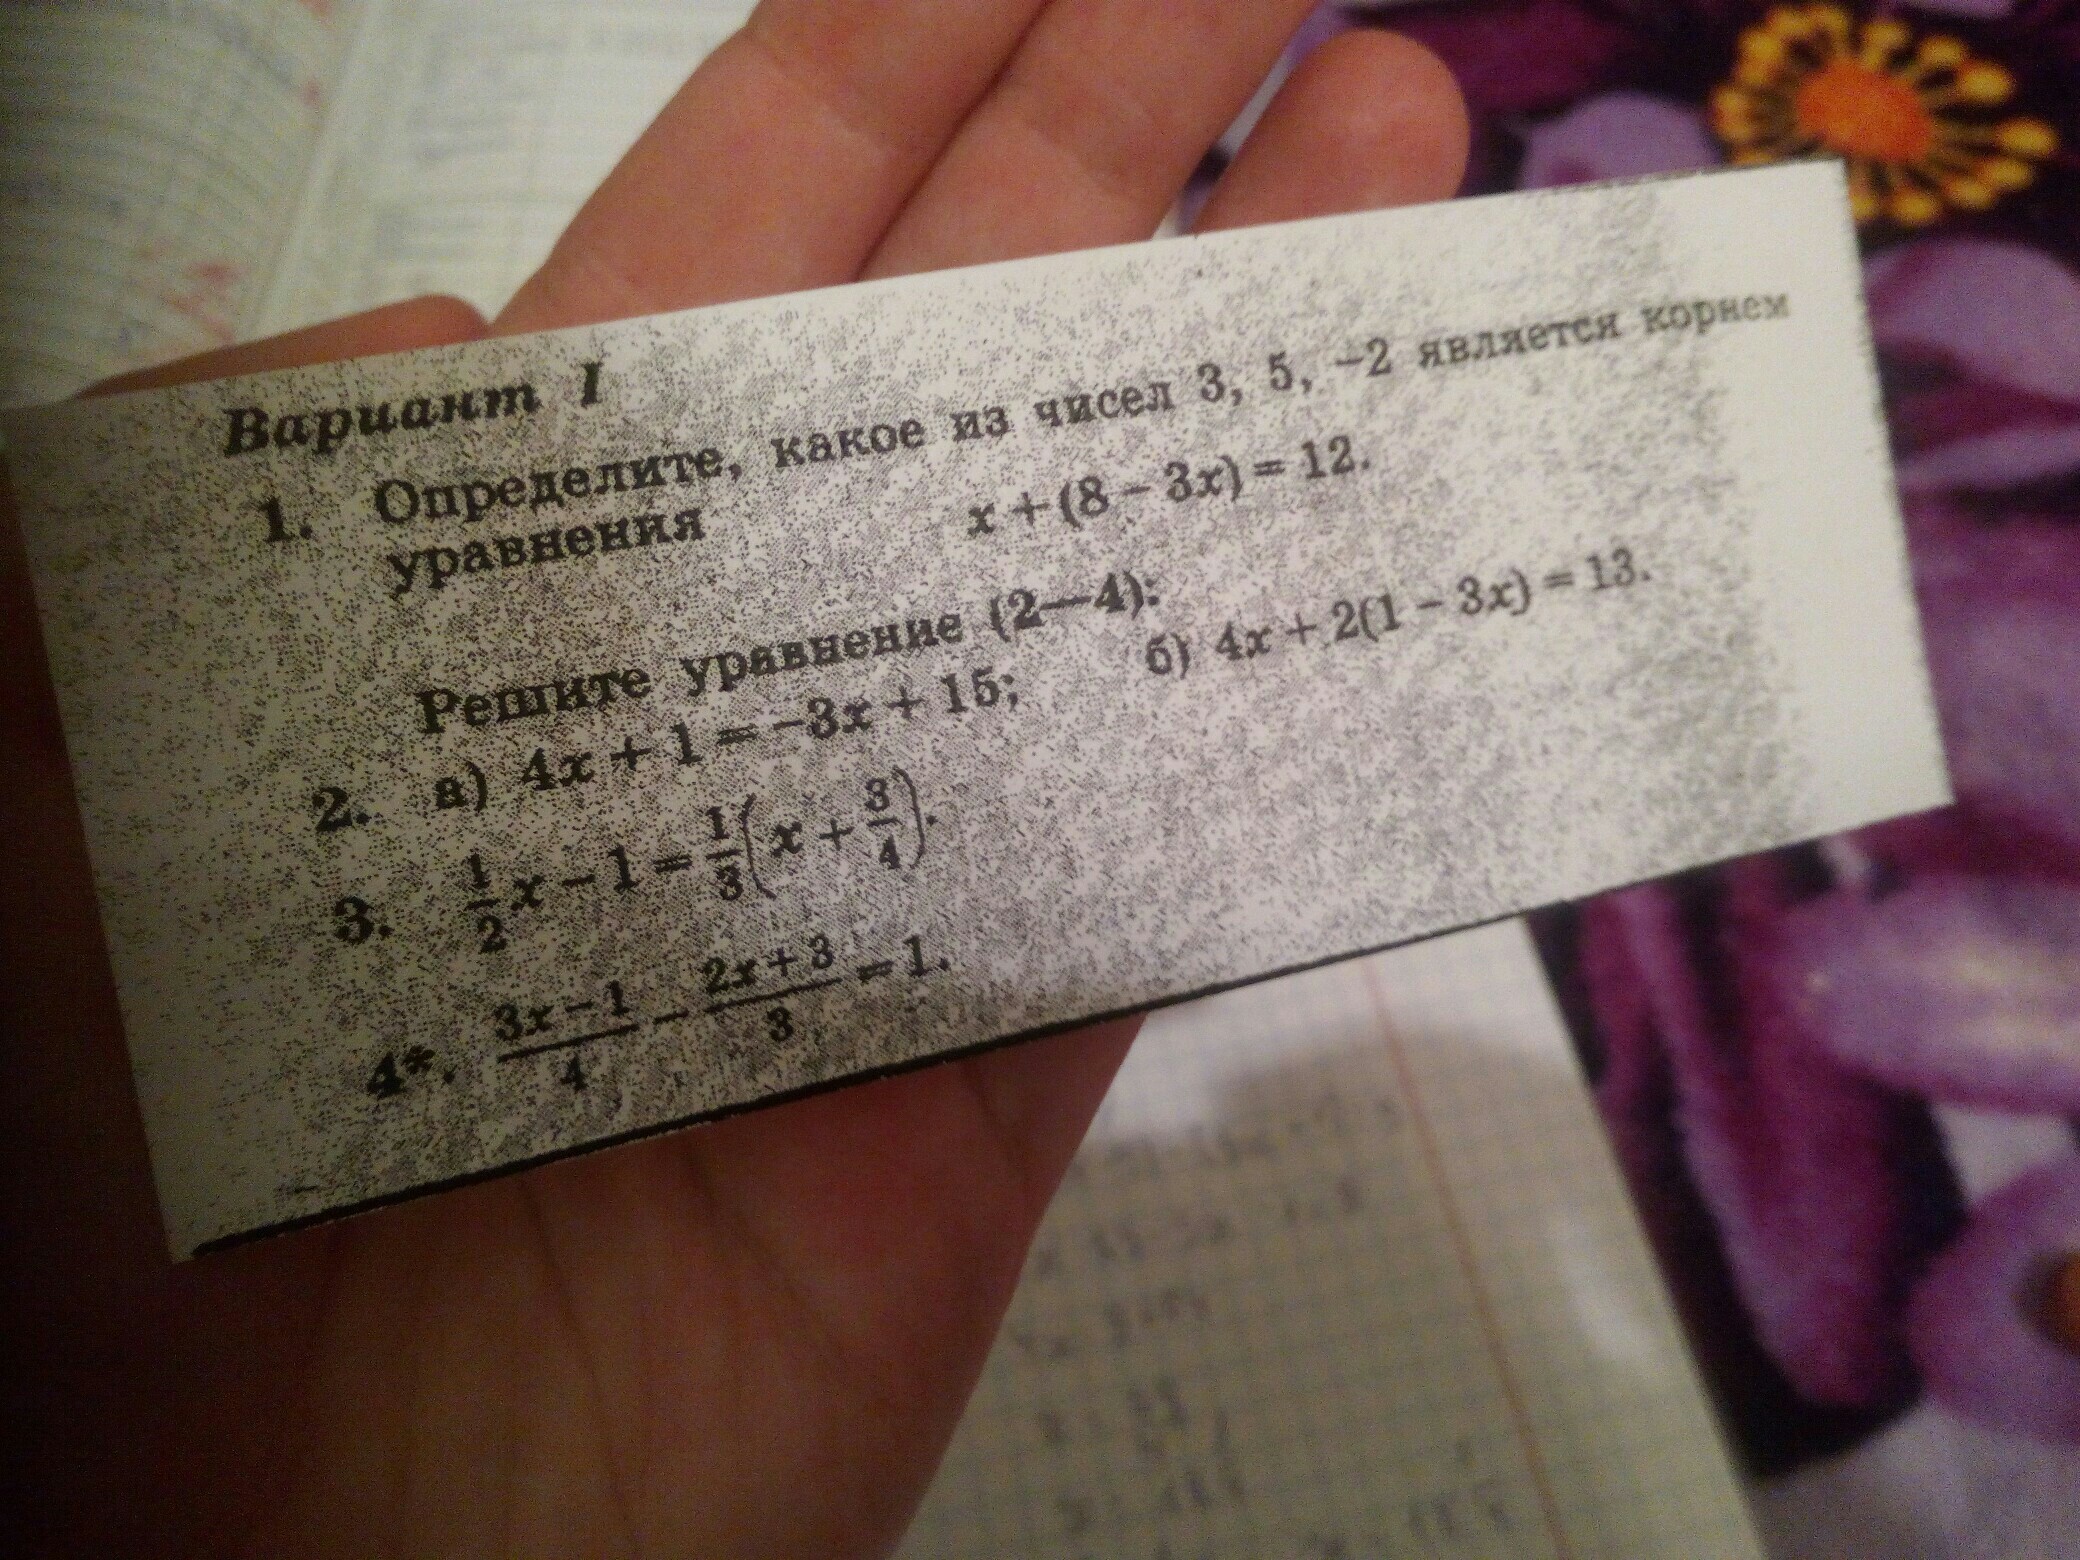 Вариант I
1. Определите, какое из чисел 3, 5, −2 является корнем
уравнения x + (8 − 3x) = 12.
Решите уравнение (2—4):
2. а) 4x + 1 = −3x + 15; б) 4x + 2(1 − 3x) = 13.
3. 1/2 x − 1 = 1/3 (x + 3/4).
4*. (3x − 1)/4 − (2x + 3)/3 = 1.